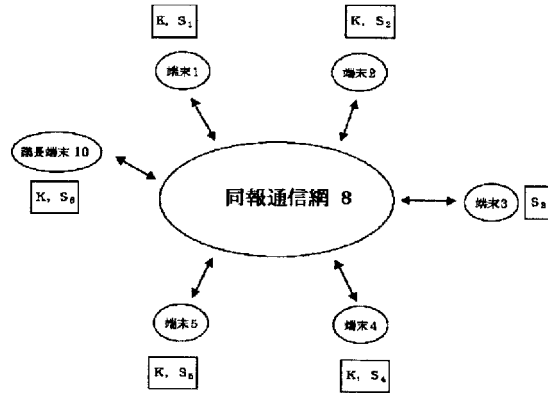 K, S₁
K, S₂
端末1
端末2
議長端末 10
K, S₆
同報通信網 8
端末3
S₃
端末5
端末4
K, S₅
K, S₄